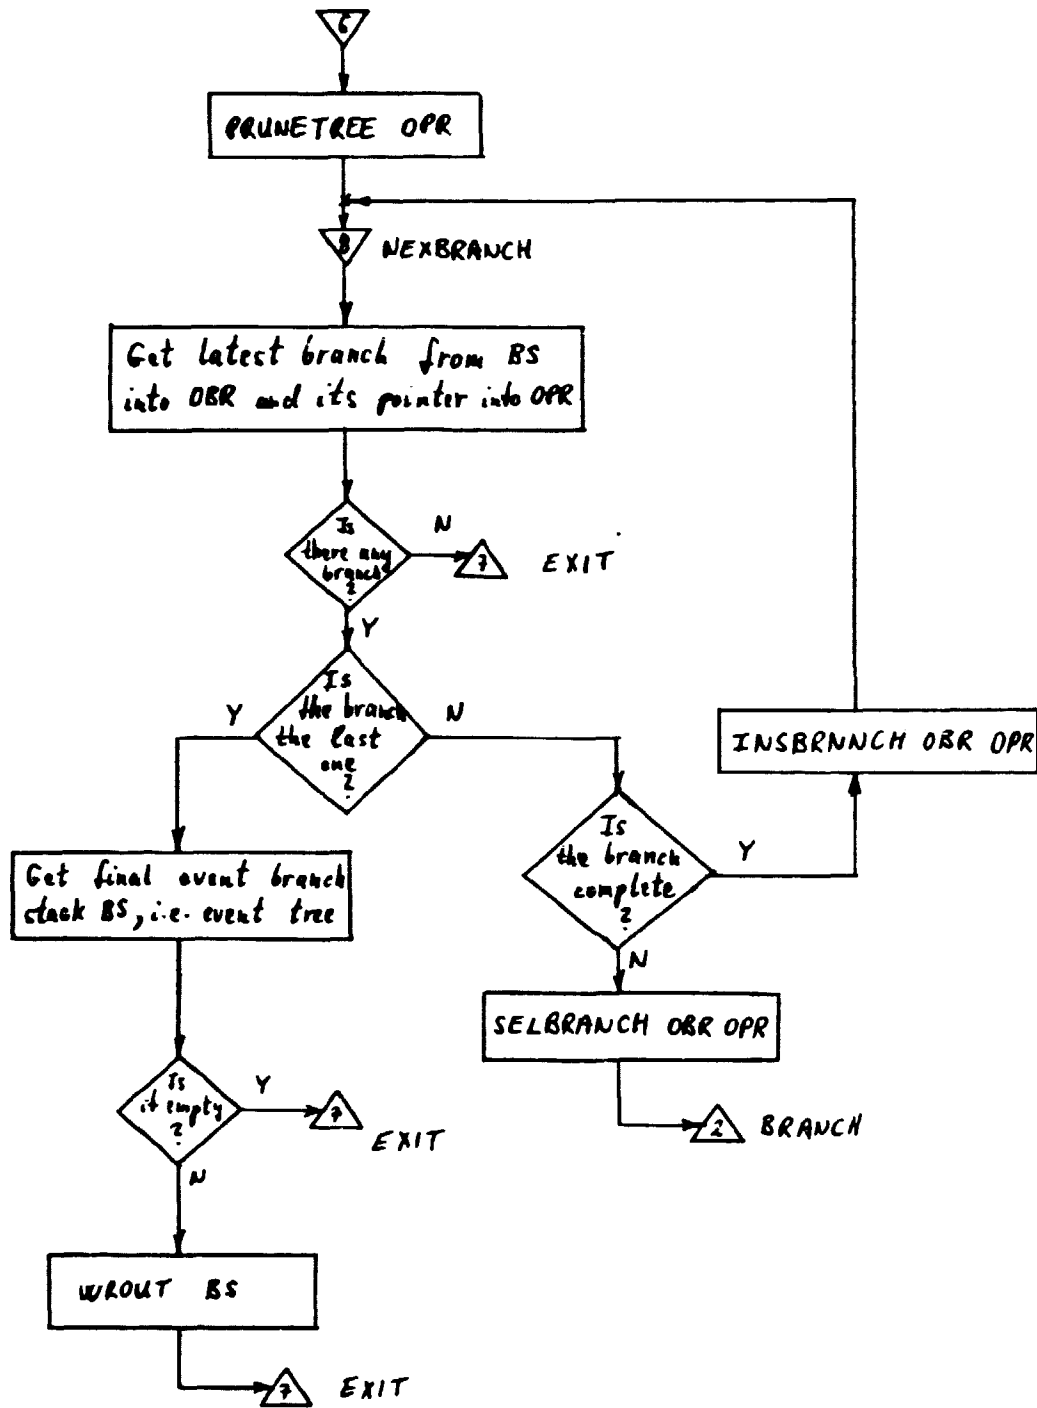 6
PRUNETREE OPR
8
NEXBRANCH
Get latest branch from BS
into OBR and its pointer into OPR
Is
there any
branch
?
N
7
EXIT
Y
Is
the branch
the last
one
?
Y
N
INSBRNNCH OBR OPR
Is
the branch
complete
?
Y
Get final event branch
stack BS, i.e. event tree
N
SELBRANCH OBR OPR
Is
it empty
?
Y
7
EXIT
2
BRANCH
N
WROUT BS
7
EXIT